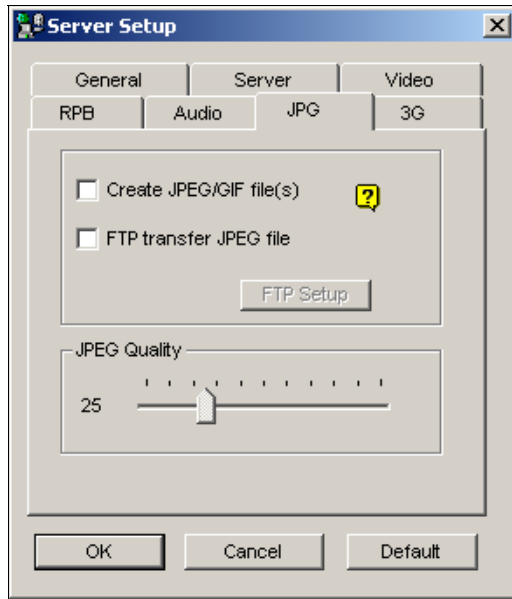 Server Setup
General Server Video
RPB Audio JPG 3G
Create JPEG/GIF file(s) ?
FTP transfer JPEG file
FTP Setup
JPEG Quality
25
OK Cancel Default